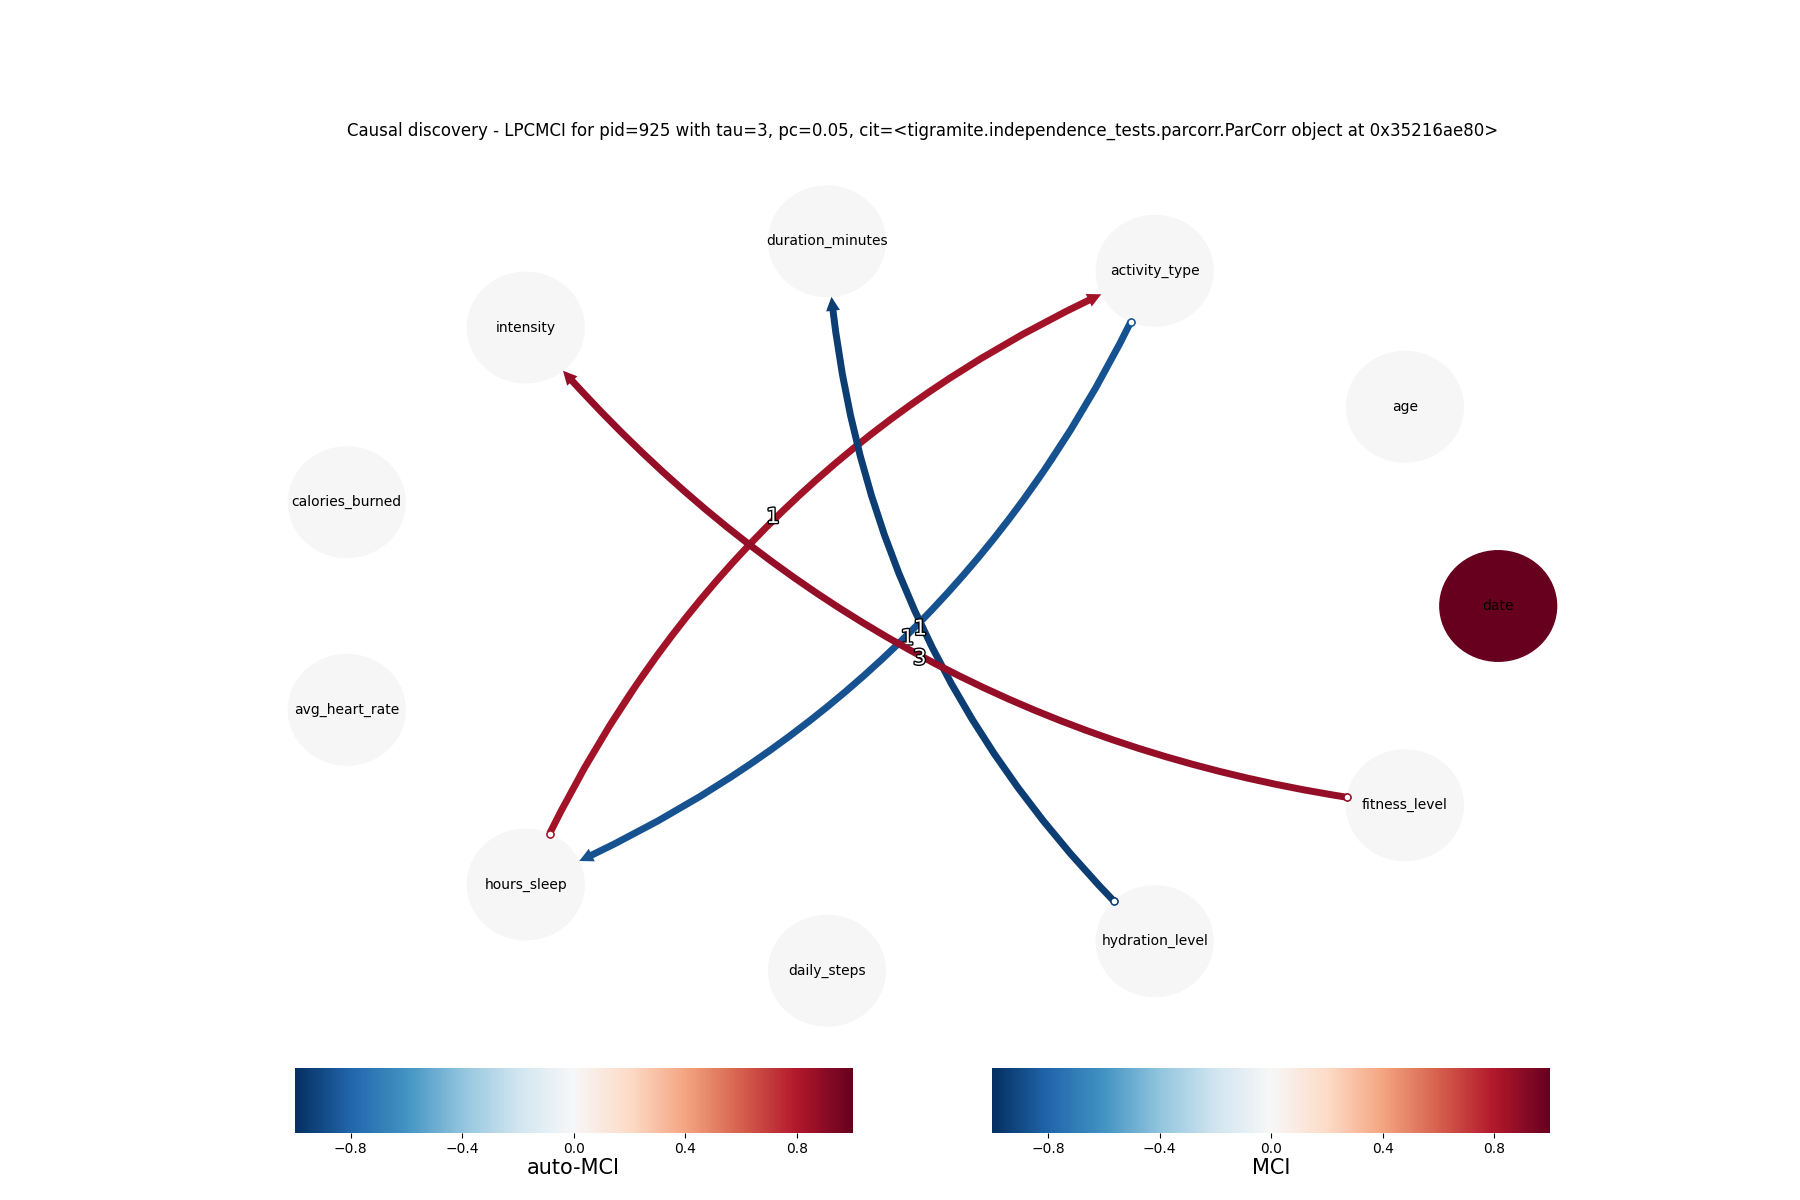 Causal discovery - LPCMCI for pid=925 with tau=3, pc=0.05, cit=<tigramite.independence_tests.parcorr.ParCorr object at 0x35216ae80>
duration_minutes
activity_type
intensity
age
calories_burned
1
date
1
1
3
avg_heart_rate
fitness_level
hours_sleep
hydration_level
daily_steps
−0.8 −0.4 0.0 0.4 0.8
auto-MCI
−0.8 −0.4 0.0 0.4 0.8
MCI